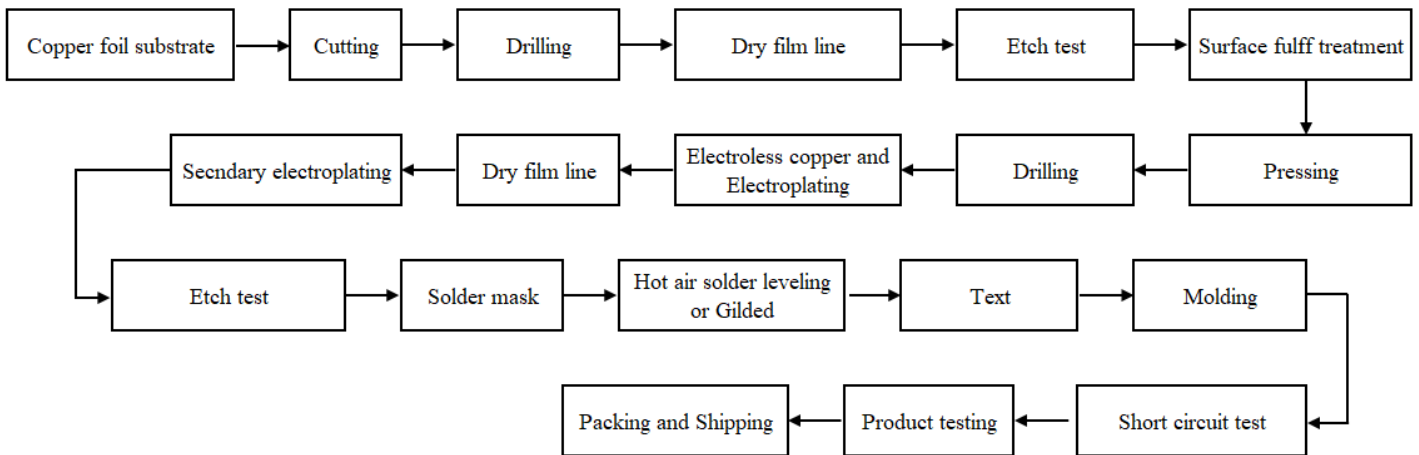 Copper foil substrate
Cutting
Drilling
Dry film line
Etch test
Surface fulff treatment
Secndary electroplating
Dry film line
Electroless copper and
Electroplating
Drilling
Pressing
Etch test
Solder mask
Hot air solder leveling
or Gilded
Text
Molding
Packing and Shipping
Product testing
Short circuit test